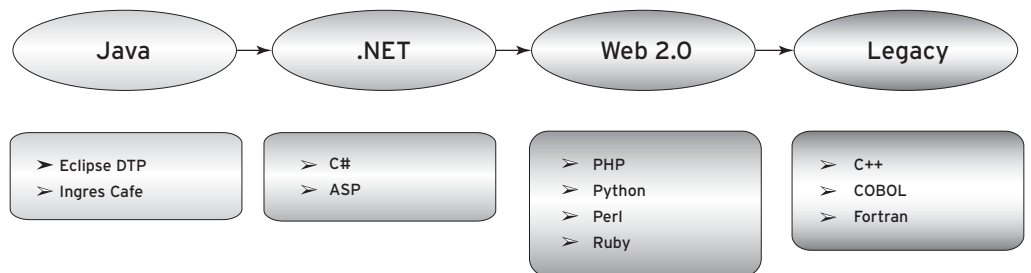 Java
.NET
Web 2.0
Legacy
Eclipse DTP
Ingres Cafe
C#
ASP
PHP
Python
Perl
Ruby
C++
COBOL
Fortran